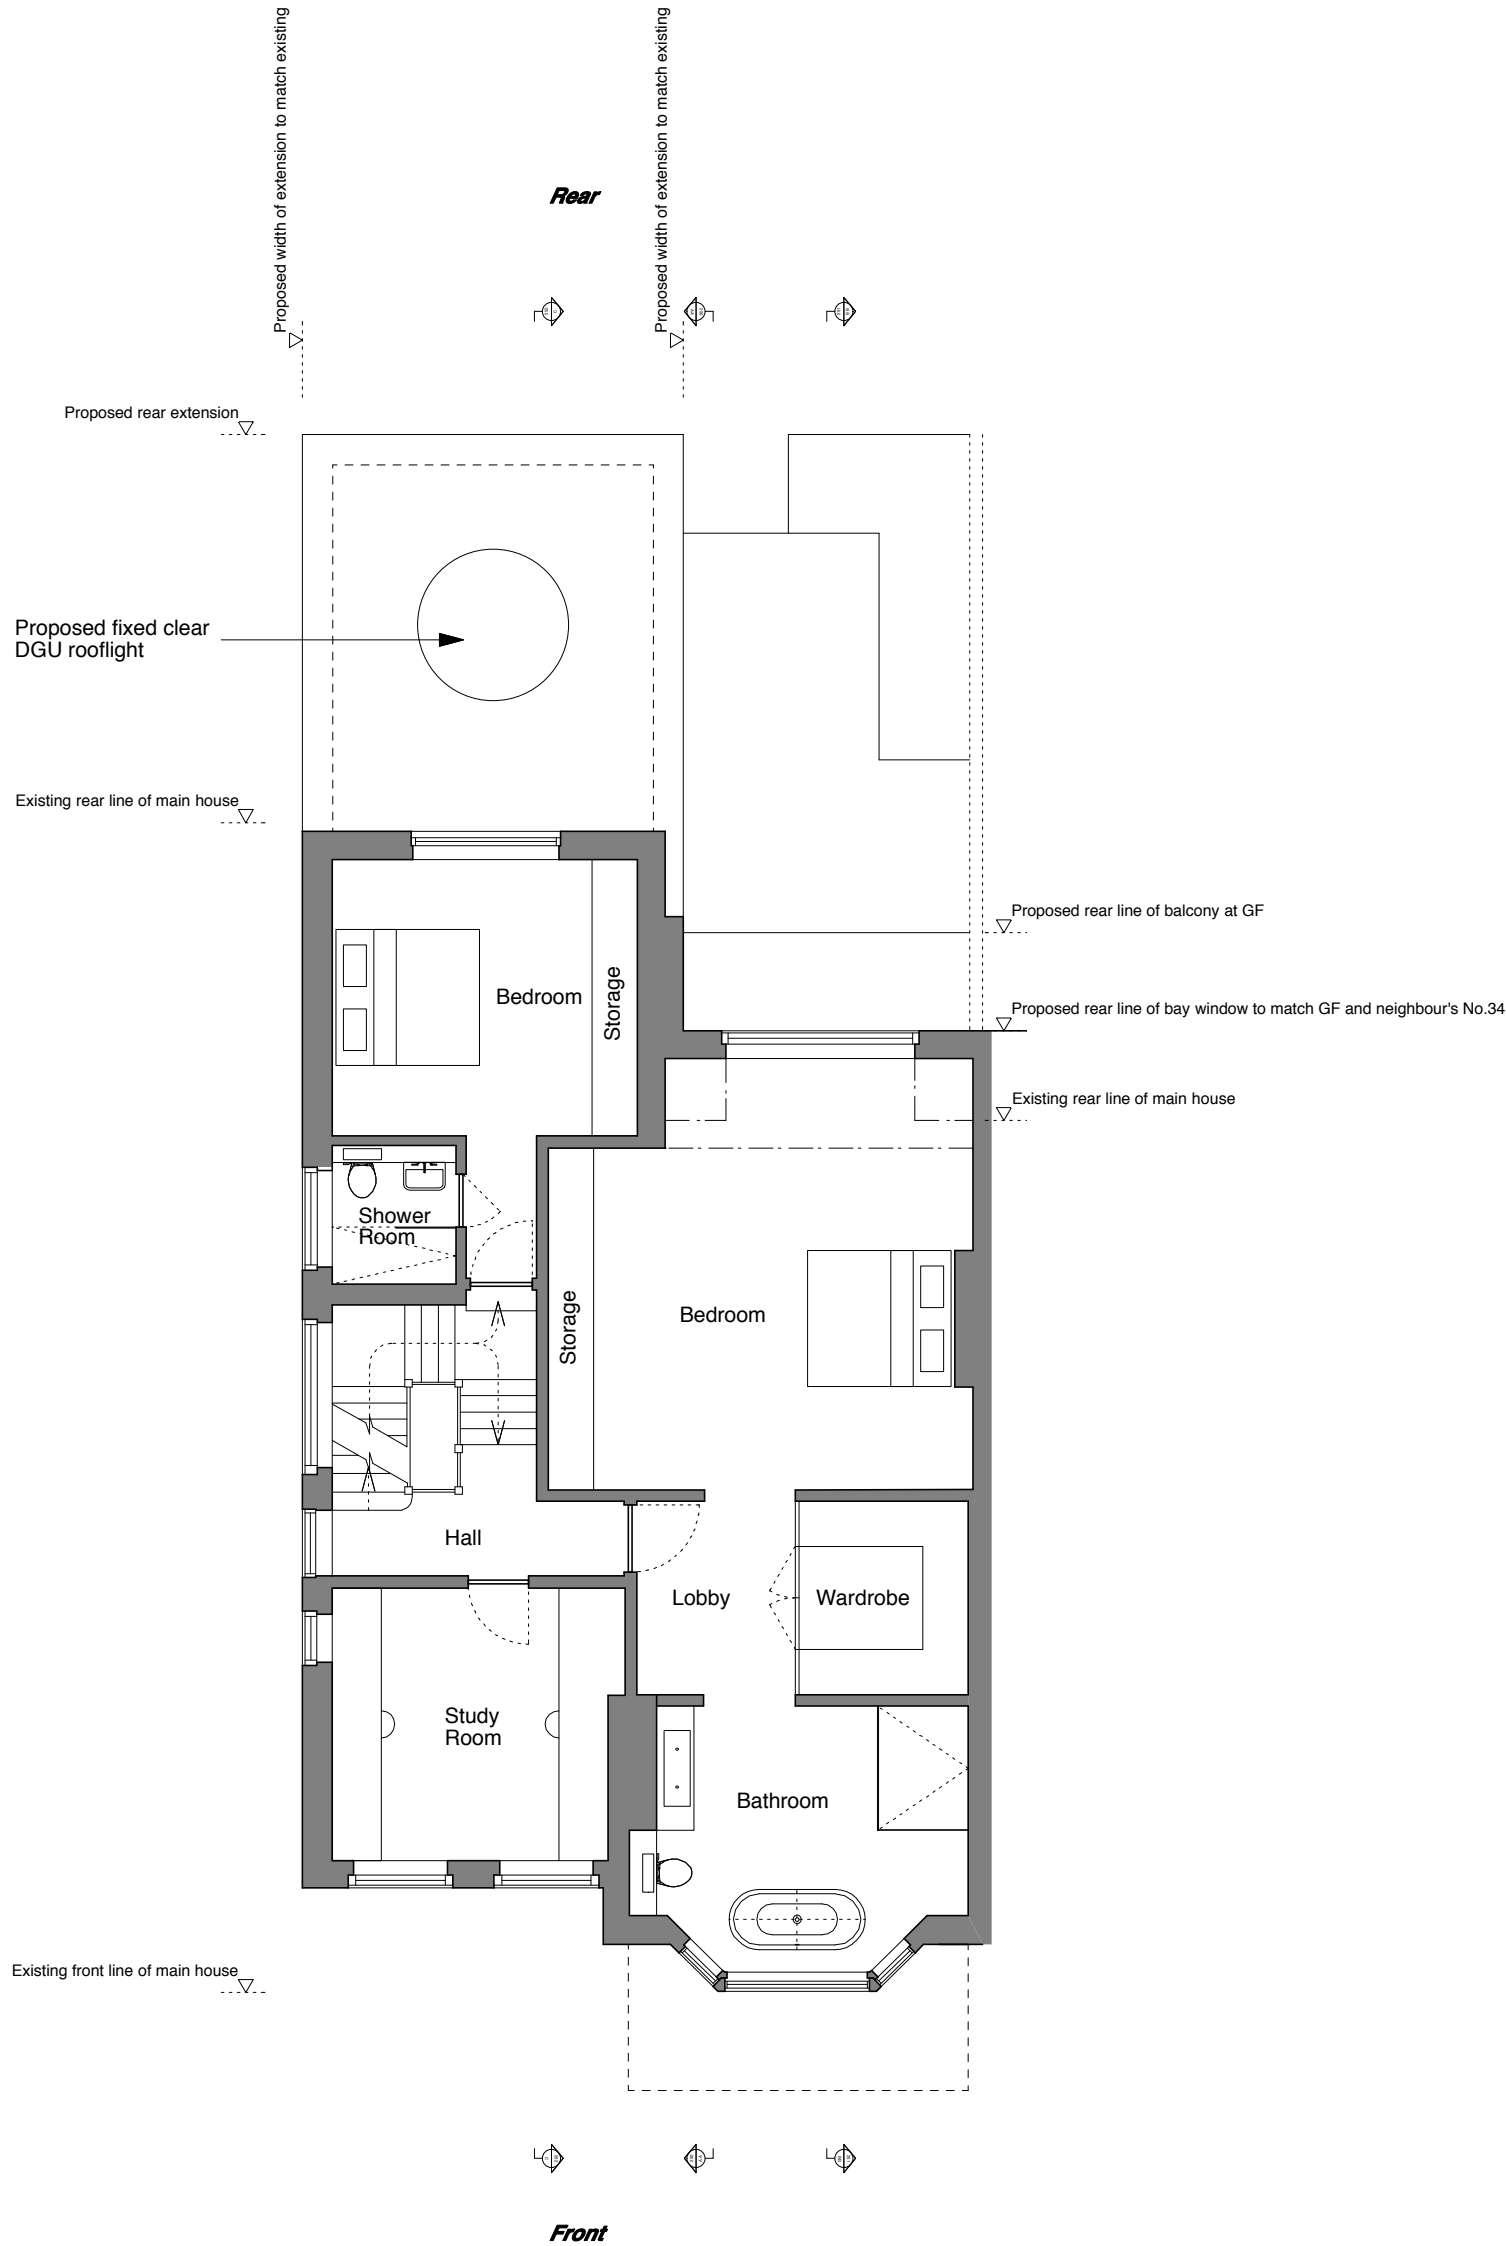 Proposed width of extension to match existing
Proposed width of extension to match existing
Rear
Proposed rear extension
Proposed fixed clear
DGU rooflight
Existing rear line of main house
Proposed rear line of balcony at GF
Bedroom
Storage
Proposed rear line of bay window to match GF and neighbour's No.34
Existing rear line of main house
Shower
Room
Storage
Bedroom
Hall
Lobby
Wardrobe
Study
Room
Bathroom
Existing front line of main house
Front